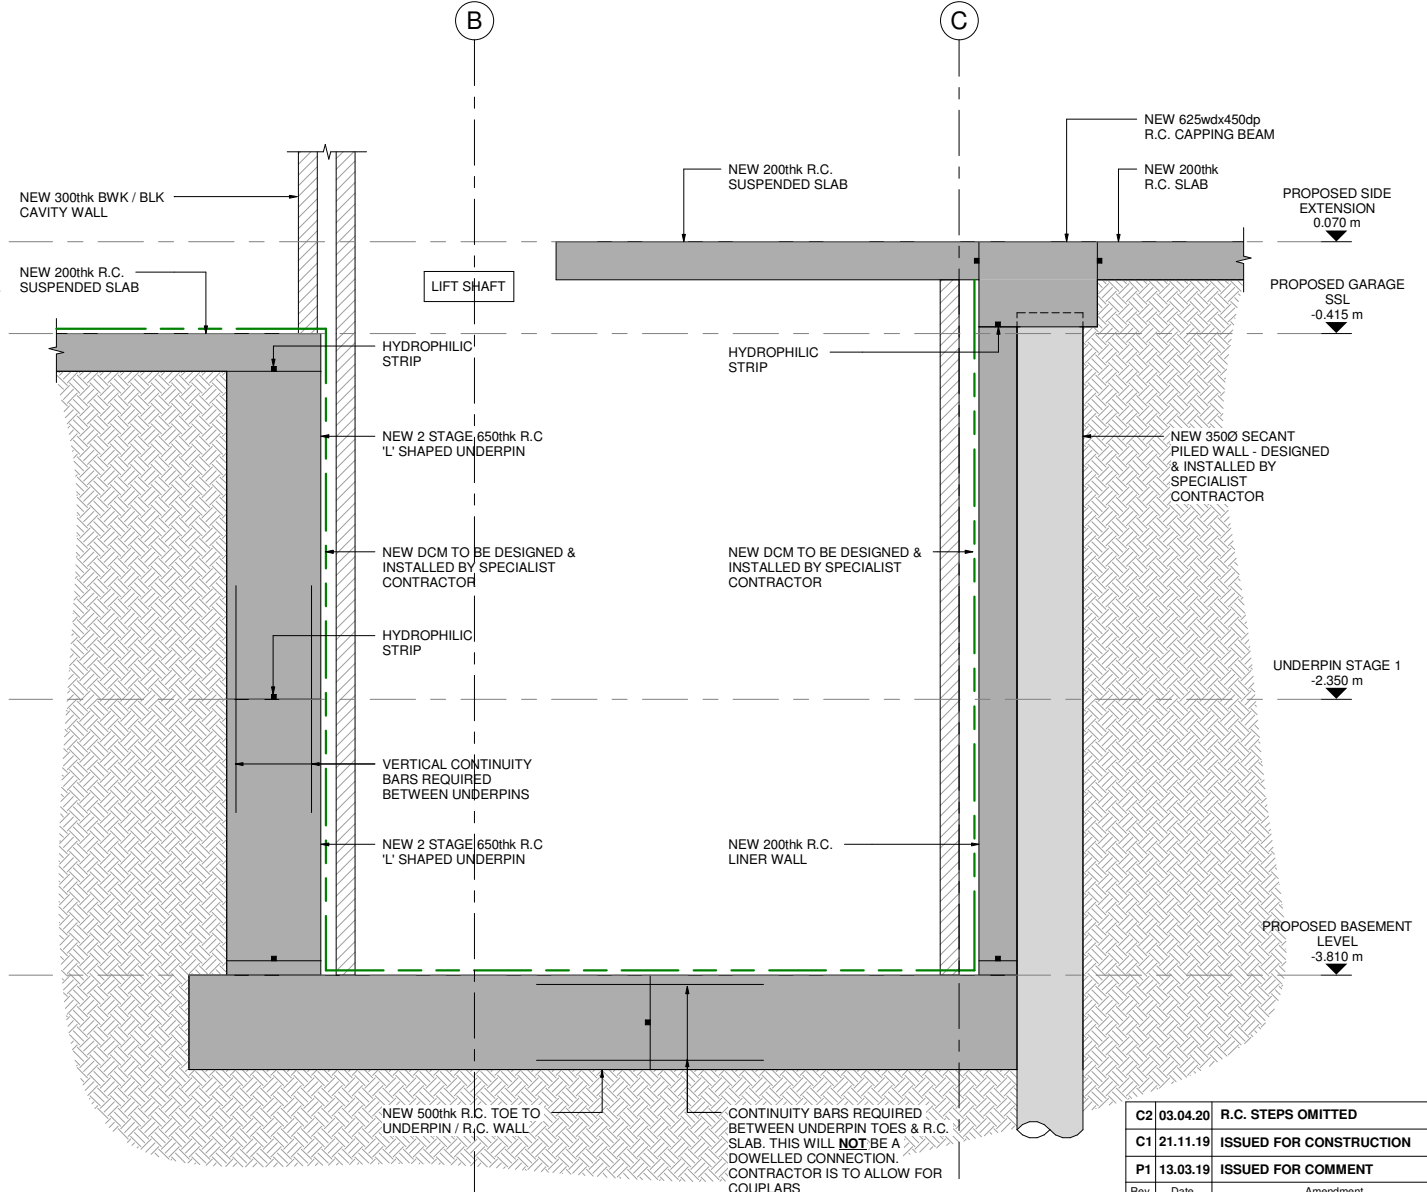 B
C
NEW 625wdx450dp
R.C. CAPPING BEAM
NEW 300thk BWK / BLK
CAVITY WALL
NEW 200thk R.C.
SUSPENDED SLAB
NEW 200thk
R.C. SLAB
PROPOSED SIDE
EXTENSION
0.070 m
NEW 200thk R.C.
SUSPENDED SLAB
LIFT SHAFT
PROPOSED GARAGE
SSL
-0.415 m
HYDROPHILIC
STRIP
HYDROPHILIC
STRIP
NEW 2 STAGE 650thk R.C
'L' SHAPED UNDERPIN
NEW 350Ø SECANT
PILED WALL - DESIGNED
& INSTALLED BY
SPECIALIST
CONTRACTOR
NEW DCM TO BE DESIGNED &
INSTALLED BY SPECIALIST
CONTRACTOR
NEW DCM TO BE DESIGNED &
INSTALLED BY SPECIALIST
CONTRACTOR
HYDROPHILIC
STRIP
UNDERPIN STAGE 1
-2.350 m
VERTICAL CONTINUITY
BARS REQUIRED
BETWEEN UNDERPINS
NEW 2 STAGE 650thk R.C
'L' SHAPED UNDERPIN
NEW 200thk R.C.
LINER WALL
PROPOSED BASEMENT
LEVEL
-3.810 m
NEW 500thk R.C. TOE TO
UNDERPIN / R.C. WALL
CONTINUITY BARS REQUIRED
BETWEEN UNDERPIN TOES & R.C.
SLAB. THIS WILL NOT BE A
DOWELLED CONNECTION.
CONTRACTOR IS TO ALLOW FOR
COUPLARS
C2 03.04.20 R.C. STEPS OMITTED
C1 21.11.19 ISSUED FOR CONSTRUCTION
P1 13.03.19 ISSUED FOR COMMENT
Rev Date Amendment